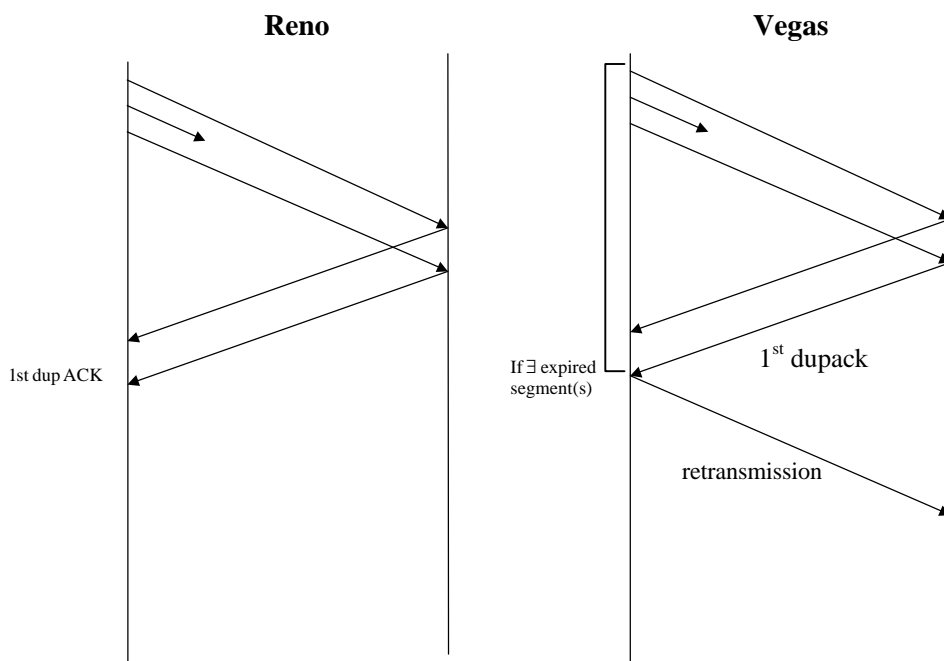 Reno
Vegas
1st dup ACK
If ∃ expired
segment(s)
1st dupack
retransmission